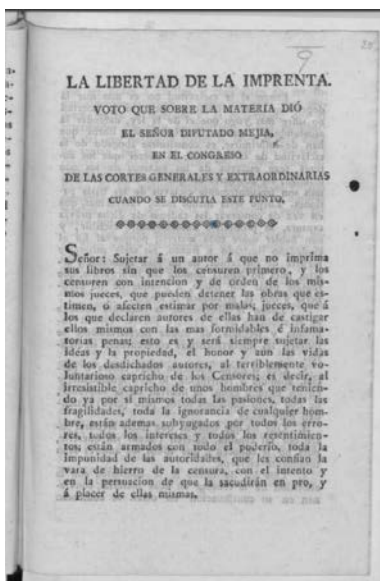 9
LA LIBERTAD DE LA IMPRENTA.
VOTO QUE SOBRE LA MATERIA DIÓ
EL SEÑOR DIPUTADO MEJIA,
EN EL CONGRESO
DE LAS CORTES GENERALES Y EXTRAORDINARIAS
CUANDO SE DISCUTIA ESTE PUNTO.
Señor: Sujetar á un autor á que no imprima
sus libros sin que los censuren primero, y los
censuren con intencion y de orden de los mis-
mos jueces, que pueden detener las obras que es-
timen, o afecten estimar por malas; jueces, que á
los que declaren autores de ellas han de castigar
ellos mismos con las mas formidables é infama-
torias penas; esto es y será siempre sujetar las
idéas y la propiedad, el honor y aun las vidas
de los desdichados autores, al terriblemente vo-
luntarioso capricho de los Censores; es decir, al
irresistible capricho de unos hombres que tenien-
do ya por si mismos todas las pasiones, todas las
fragilidades, toda la ignorancia de cualquier hom-
bre, están ademas subyugados por todos los erro-
res, todos los intereses y todos los resentimien-
tos; están armados con todo el poderío, toda la
impunidad de las autoridades, que les confian la
vara de hierro de la censura, con el intento y
en la persuacion de que la sacudirán en pro, y
á placer de ellas mismas.